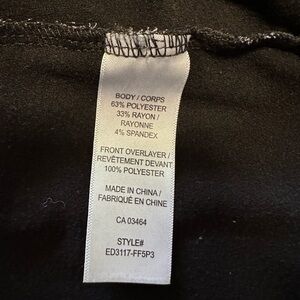 BODY / CORPS
63% POLYESTER
33% RAYON /
RAYONNE
4% SPANDEX
FRONT OVERLAYER /
REVÊTEMENT DEVANT
100% POLYESTER
MADE IN CHINA /
FABRIQUÉ EN CHINE
CA 03464
STYLE#
ED3117-FF5P3